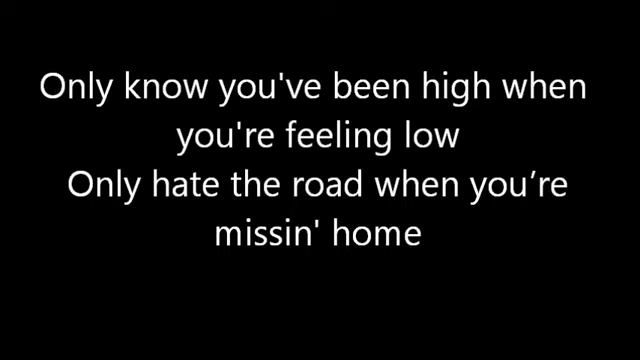 Only know you've been high when
you're feeling low
Only hate the road when you’re
missin' home